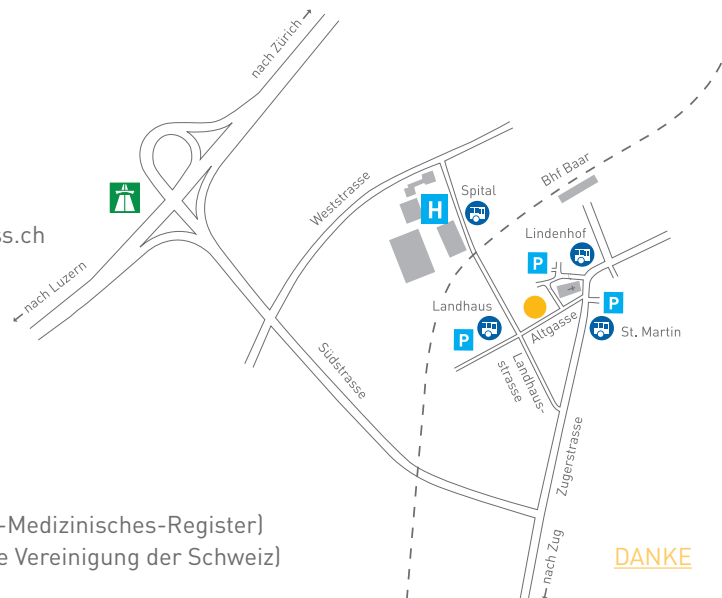 nach Zürich →
Weststrasse
Spital
Bhf Baar
H
ss.ch
Lindenhof
P
← nach Luzern
Landhaus
P
P
Altgasse
St. Martin
Südstrasse
Landhaus-
strasse
Zugerstrasse
-Medizinisches-Register)
e Vereinigung der Schweiz)
DANKE
← nach Zug